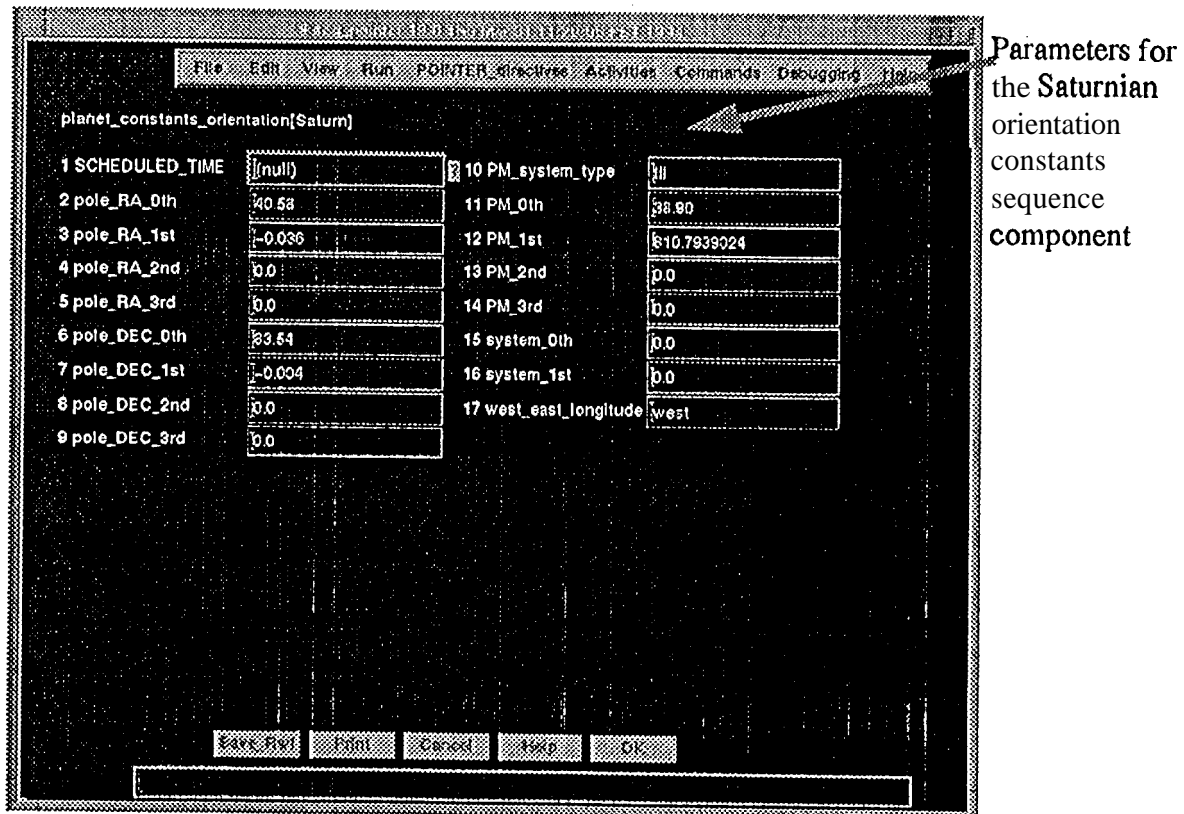 File Edit View Run POINTER_directives Activities Commands Debugging Help
Parameters for
the Saturnian
orientation
constants
sequence
component
planet_constants_orientation[Saturn]
1 SCHEDULED_TIME (null)
2 pole_RA_0th 40.58
3 pole_RA_1st -0.036
4 pole_RA_2nd 0.0
5 pole_RA_3rd 0.0
6 pole_DEC_0th 83.54
7 pole_DEC_1st -0.004
8 pole_DEC_2nd 0.0
9 pole_DEC_3rd 0.0
10 PM_system_type III
11 PM_0th 38.90
12 PM_1st 810.7939024
13 PM_2nd 0.0
14 PM_3rd 0.0
15 system_0th 0.0
16 system_1st 0.0
17 west_east_longitude west
Print Cancel Help OK